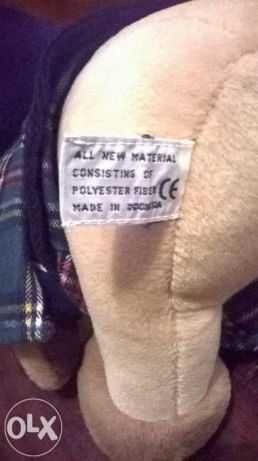 ALL NEW MATERIAL
CONSISTING OF
POLYESTER FIBER CE
MADE IN
OLX